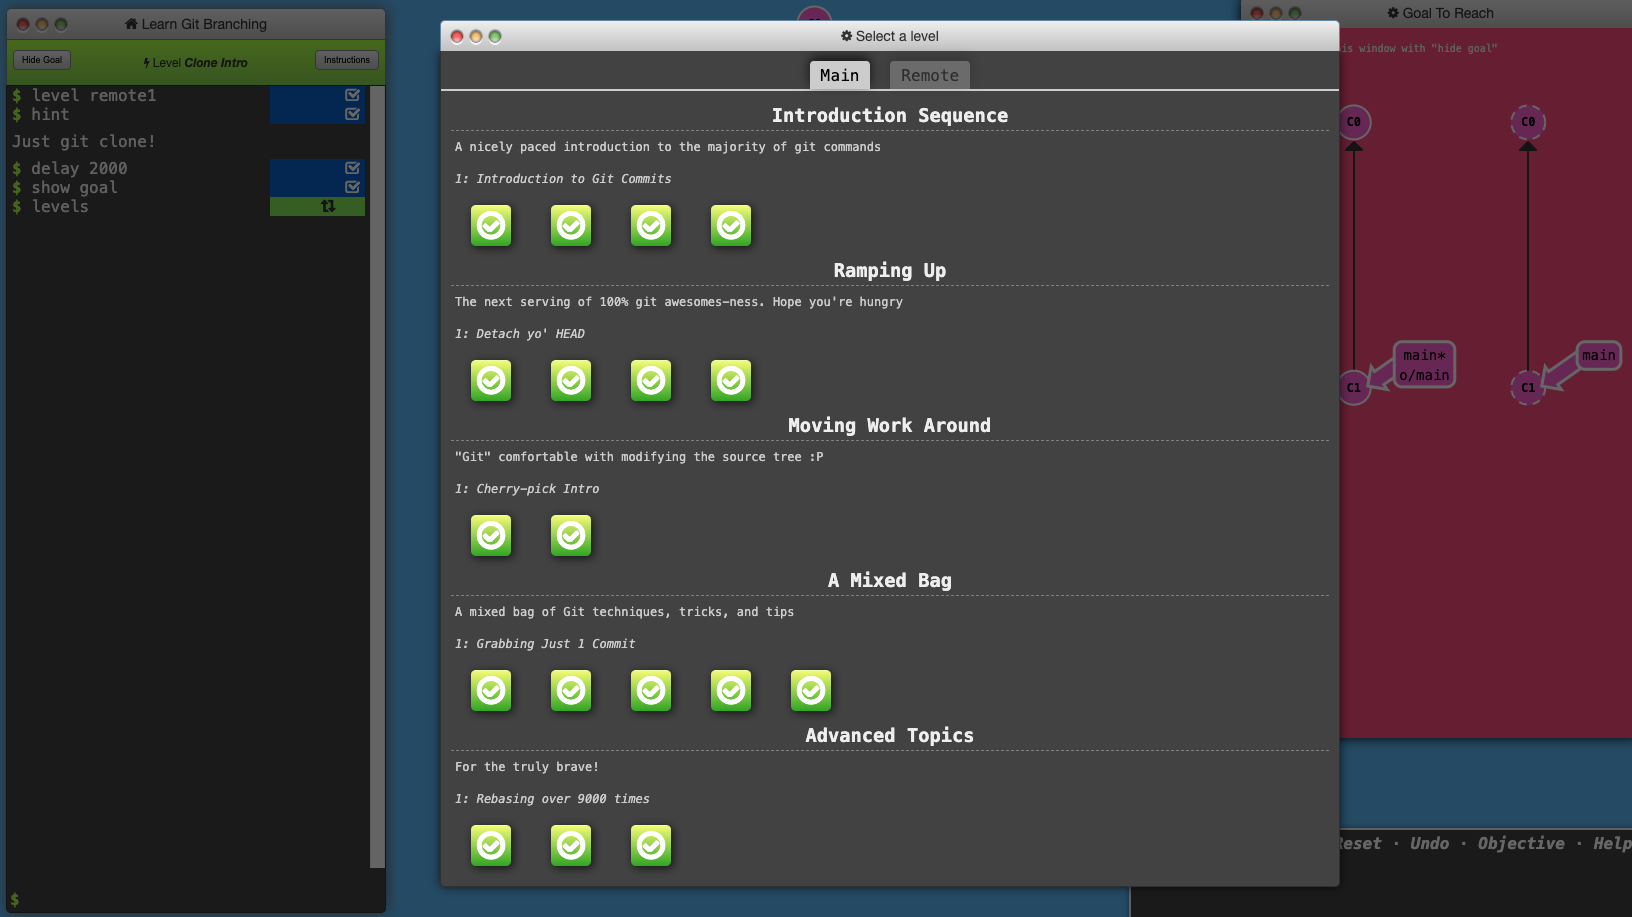 Learn Git Branching
Hide Goal
Level Clone Intro
Instructions
$ level remote1
$ hint
Just git clone!
$ delay 2000
$ show goal
$ levels
$
Select a level
Main
Remote
Introduction Sequence
A nicely paced introduction to the majority of git commands
1: Introduction to Git Commits
Ramping Up
The next serving of 100% git awesomes-ness. Hope you're hungry
1: Detach yo' HEAD
Moving Work Around
"Git" comfortable with modifying the source tree :P
1: Cherry-pick Intro
A Mixed Bag
A mixed bag of Git techniques, tricks, and tips
1: Grabbing Just 1 Commit
Advanced Topics
For the truly brave!
1: Rebasing over 9000 times
Goal To Reach
is window with "hide goal"
C0
C0
main*
o/main
main
C1
C1
Reset · Undo · Objective · Help